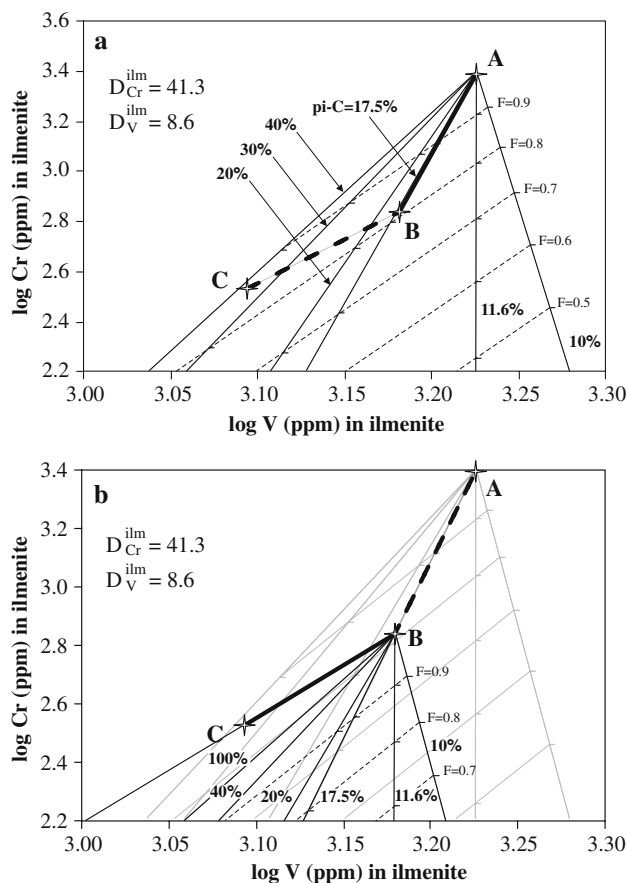 a
D_Cr^ilm = 41.3
D_V^ilm = 8.6
A
pi-C=17.5%
40%
30%
20%
F=0.9
F=0.8
F=0.7
F=0.6
F=0.5
B
C
11.6%
10%
log Cr (ppm) in ilmenite
3.6
3.4
3.2
3.0
2.8
2.6
2.4
2.2
3.00 3.05 3.10 3.15 3.20 3.25 3.30
log V (ppm) in ilmenite
b
D_Cr^ilm = 41.3
D_V^ilm = 8.6
A
B
C
F=0.9
F=0.8
F=0.7
100%
40%
20%
17.5%
11.6%
10%
log Cr (ppm) in ilmenite
3.4
3.2
3.0
2.8
2.6
2.4
2.2
3.00 3.05 3.10 3.15 3.20 3.25 3.30
log V (ppm) in ilmenite